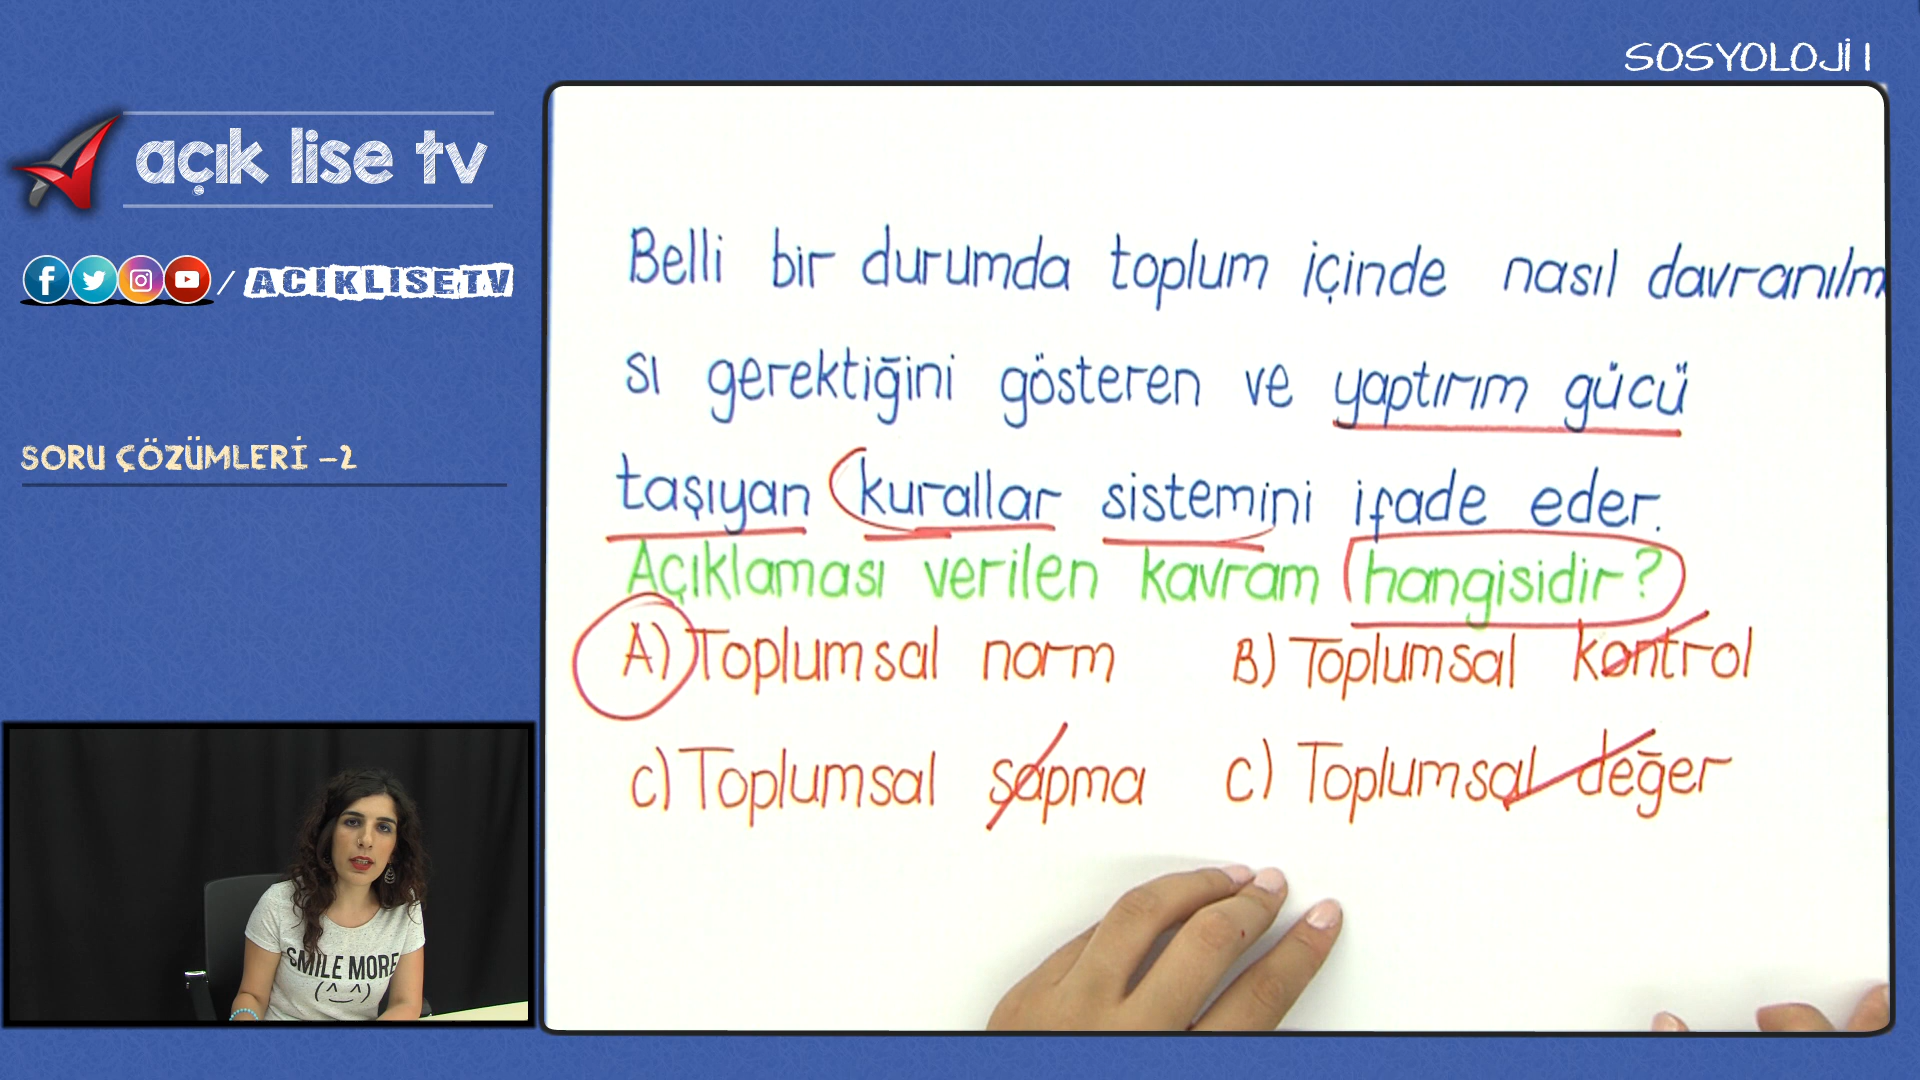 SOSYOLOJİ I
açık lise tv
/ ACIKLISETV
SORU ÇÖZÜMLERİ -2
Belli bir durumda toplum içinde nasıl davranılm
sı gerektiğini gösteren ve yaptırım gücü
taşıyan kurallar sistemini ifade eder.
Açıklaması verilen kavram hangisidir?
A) Toplumsal norm B) Toplumsal kontrol
c) Toplumsal sapma c) Toplumsal değer
SMILE MORE
(^_^)